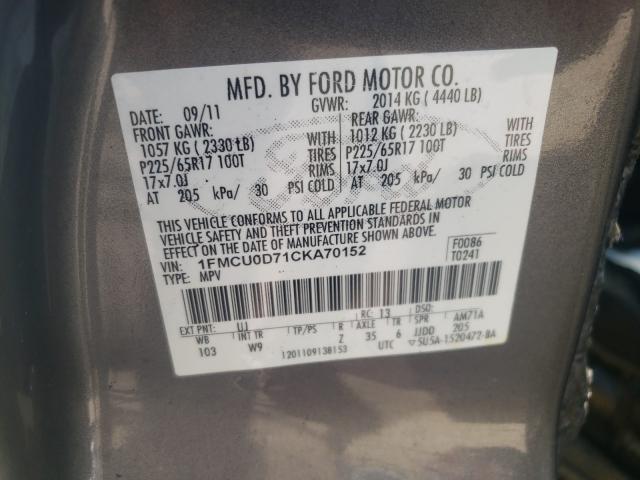 MFD. BY FORD MOTOR CO.
DATE: 09/11 GVWR: 2014 KG ( 4440 LB)
FRONT GAWR: REAR GAWR:
1057 KG ( 2330 LB) WITH 1012 KG ( 2230 LB) WITH
P225/65R17 100T TIRES P225/65R17 100T TIRES
17x7.0J RIMS 17x7.0J RIMS
AT 205 kPa/ 30 PSI COLD AT 205 kPa/ 30 PSI COLD
Ford
THIS VEHICLE CONFORMS TO ALL APPLICABLE FEDERAL MOTOR
VEHICLE SAFETY AND THEFT PREVENTION STANDARDS IN
EFFECT ON THE DATE OF MANUFACTURE SHOWN ABOVE.
VIN: 1FMCU0D71CKA70152 F0086
TYPE: MPV T0241
EXT PNT: UJ RC: 13 DSO:
WB INT TR TP/PS R AXLE TR SPR AM71A
103 W9 Z 35 6 JJDD 205
1201109138153 UTC ▽5U5A-1520472-BA